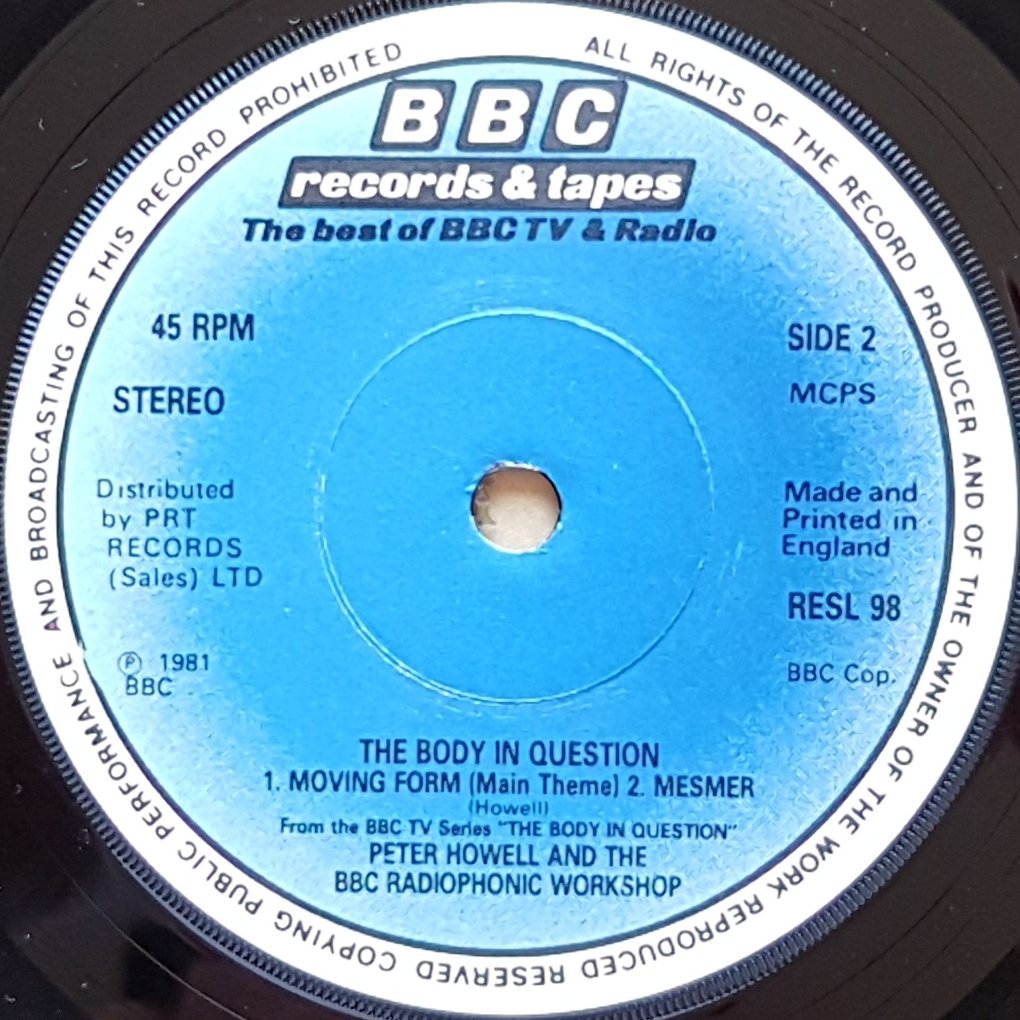 ALL RIGHTS OF THE RECORD PRODUCER AND OF THE OWNER OF THE WORK REPRODUCED RESERVED COPYING PUBLIC PERFORMANCE AND BROADCASTING OF THIS RECORD PROHIBITED
BBC
records & tapes
The best of BBC TV & Radio
45 RPM
STEREO
Distributed
by PRT
RECORDS
(Sales) LTD
Ⓟ 1981
BBC
SIDE 2
MCPS
Made and
Printed in
England
RESL 98
BBC Cop.
THE BODY IN QUESTION
1. MOVING FORM (Main Theme) 2. MESMER
(Howell)
From the BBC TV Series "THE BODY IN QUESTION"
PETER HOWELL AND THE
BBC RADIOPHONIC WORKSHOP